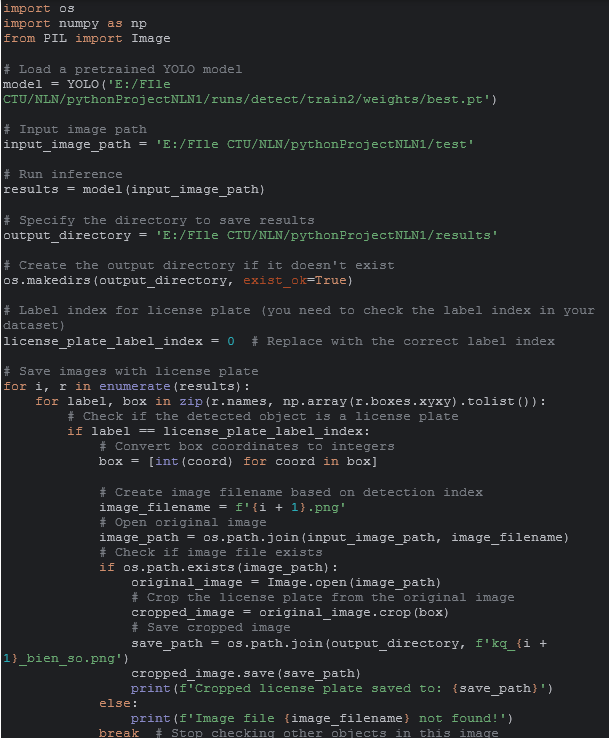 import os
import numpy as np
from PIL import Image

# Load a pretrained YOLO model
model = YOLO('E:/FIle
CTU/NLN/pythonProjectNLN1/runs/detect/train2/weights/best.pt')

# Input image path
input_image_path = 'E:/FIle CTU/NLN/pythonProjectNLN1/test'

# Run inference
results = model(input_image_path)

# Specify the directory to save results
output_directory = 'E:/FIle CTU/NLN/pythonProjectNLN1/results'

# Create the output directory if it doesn't exist
os.makedirs(output_directory, exist_ok=True)

# Label index for license plate (you need to check the label index in your
dataset)
license_plate_label_index = 0  # Replace with the correct label index

# Save images with license plate
for i, r in enumerate(results):
    for label, box in zip(r.names, np.array(r.boxes.xyxy).tolist()):
        # Check if the detected object is a license plate
        if label == license_plate_label_index:
            # Convert box coordinates to integers
            box = [int(coord) for coord in box]

            # Create image filename based on detection index
            image_filename = f'{i + 1}.png'
            # Open original image
            image_path = os.path.join(input_image_path, image_filename)
            # Check if image file exists
            if os.path.exists(image_path):
                original_image = Image.open(image_path)
                # Crop the license plate from the original image
                cropped_image = original_image.crop(box)
                # Save cropped image
                save_path = os.path.join(output_directory, f'kq_{i +
1}_bien_so.png')
                cropped_image.save(save_path)
                print(f'Cropped license plate saved to: {save_path}')
            else:
                print(f'Image file {image_filename} not found!')
            break  # Stop checking other objects in this image